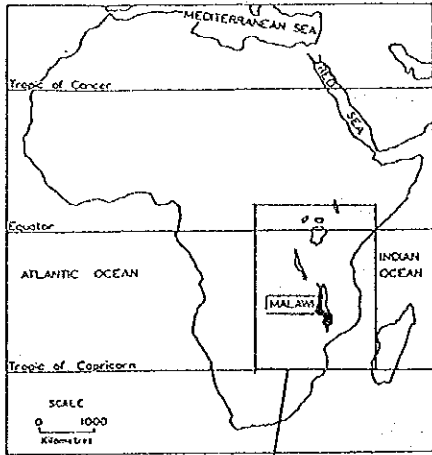 MEDITERRANEAN SEA
Tropic of Cancer
RED SEA
Equator
ATLANTIC OCEAN
INDIAN
OCEAN
MALAWI
Tropic of Capricorn
SCALE
0 1000
Kilometres